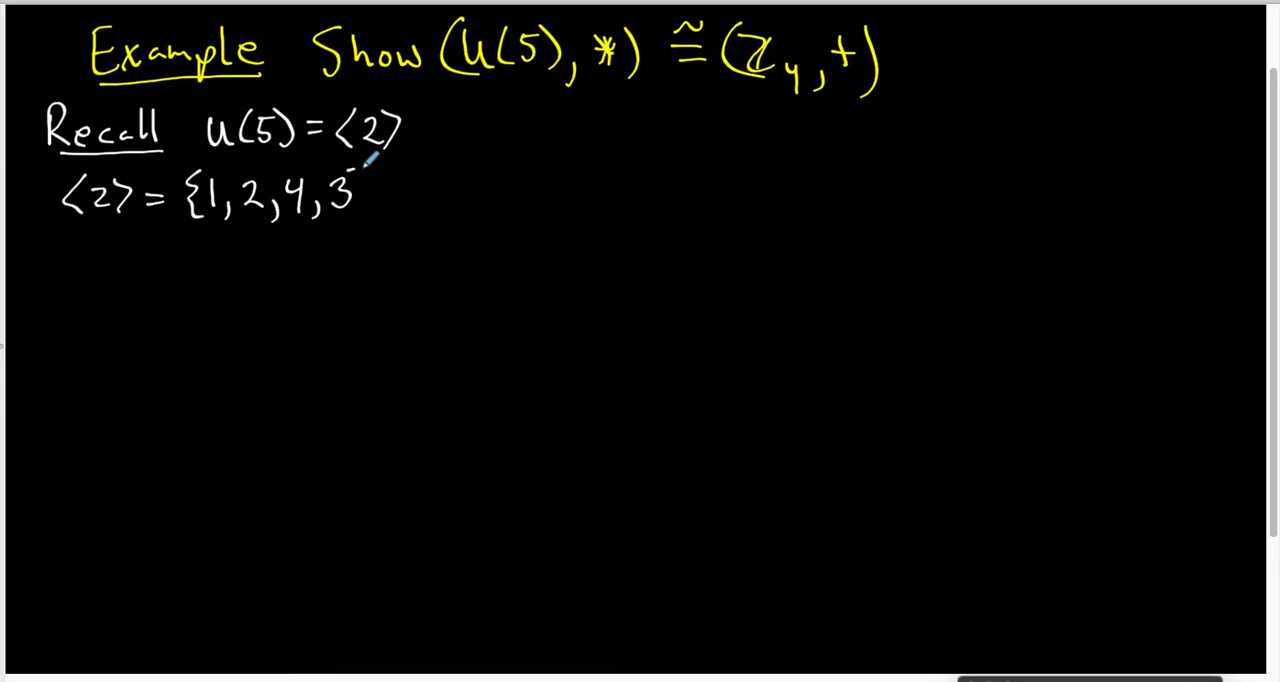 Example Show (U(5), *) ≅ (ℤ₄, +)
Recall U(5) = ⟨2⟩
⟨2⟩ = {1, 2, 4, 3